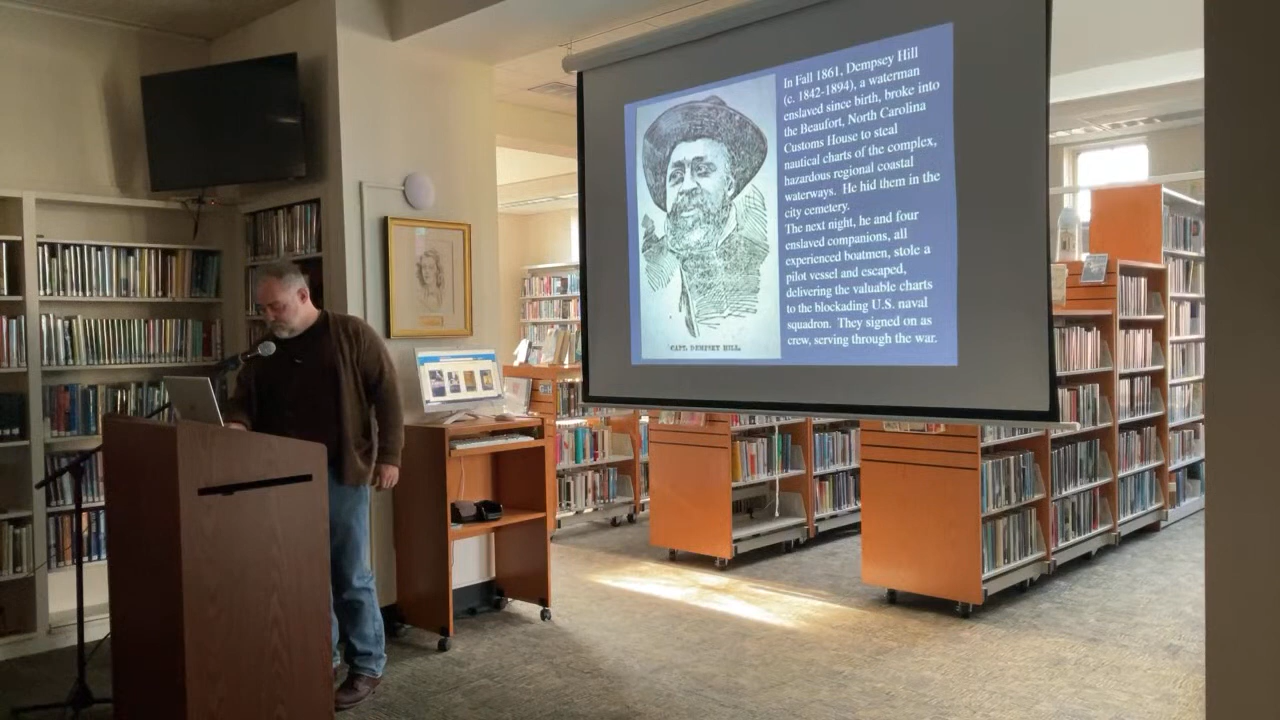 In Fall 1861, Dempsey Hill
(c. 1842-1894), a waterman
enslaved since birth, broke into
the Beaufort, North Carolina
Customs House to steal
nautical charts of the complex,
hazardous regional coastal
waterways. He hid them in the
city cemetery.
The next night, he and four
enslaved companions, all
experienced boatmen, stole a
pilot vessel and escaped,
delivering the valuable charts
to the blockading U.S. naval
squadron. They signed on as
crew, serving through the war.
CAPT. DEMPSEY HILL.